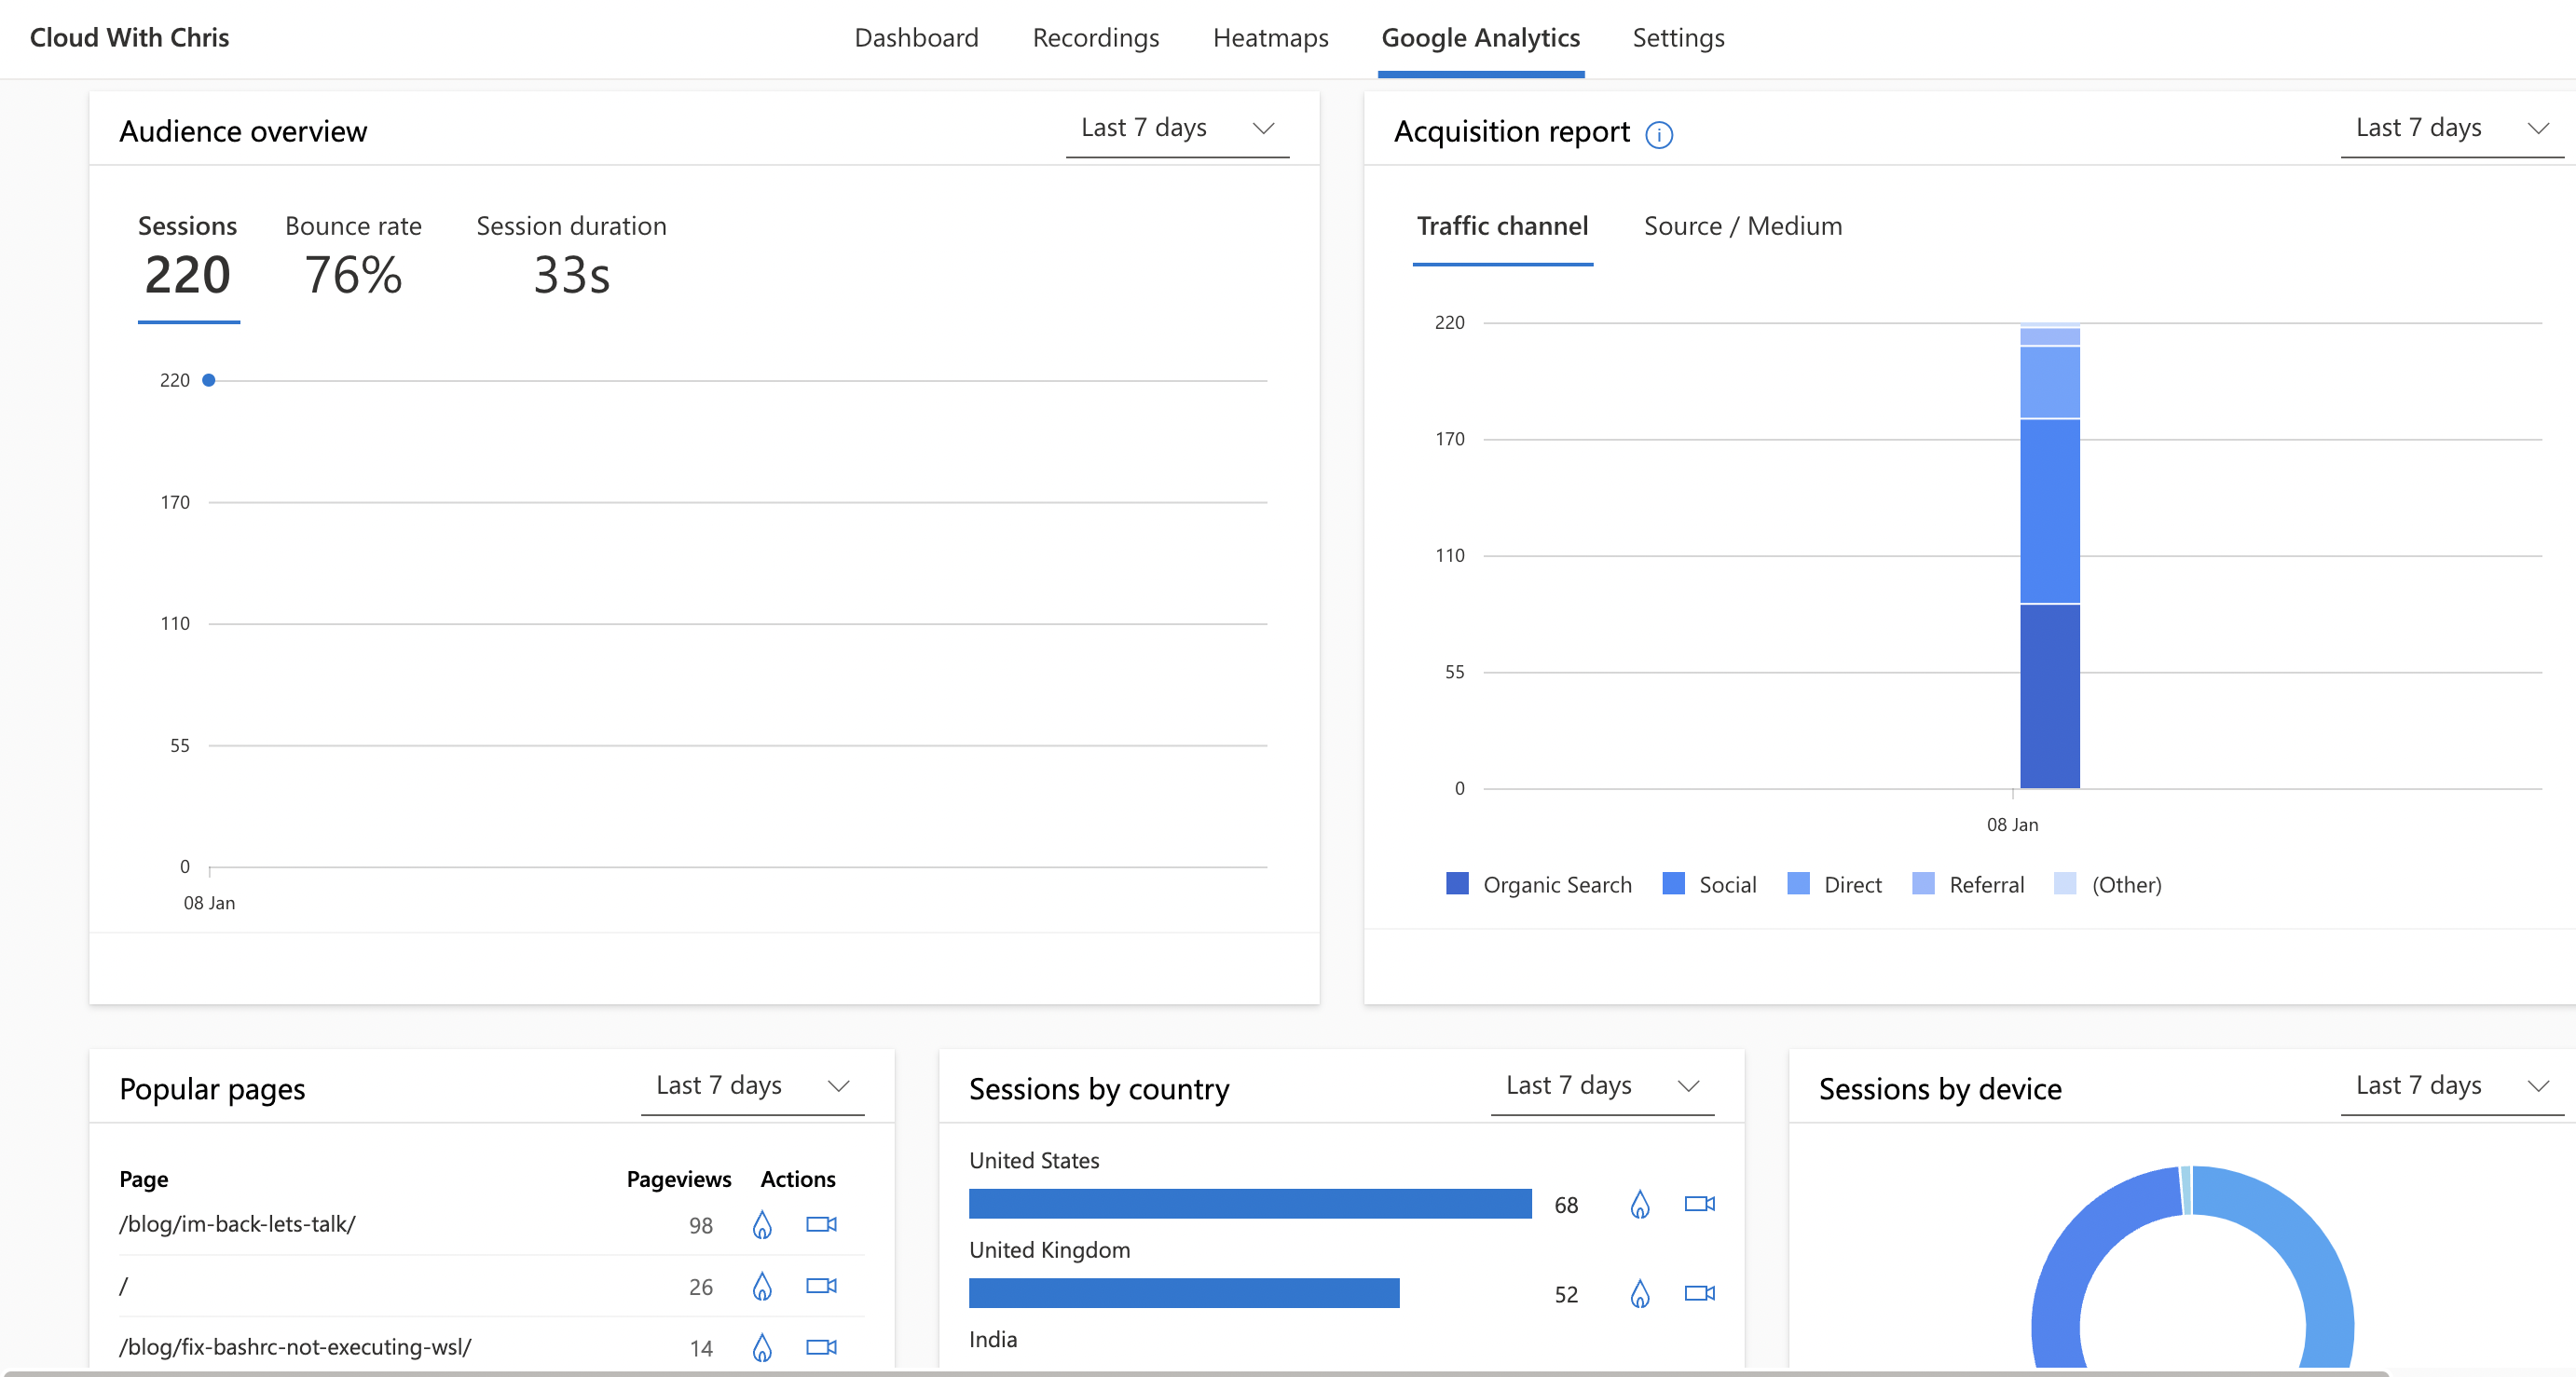 Cloud With Chris
Dashboard Recordings Heatmaps Google Analytics Settings
Audience overview Last 7 days
Sessions Bounce rate Session duration
220 76% 33s
220
170
110
55
0
08 Jan
Acquisition report Last 7 days
Traffic channel Source / Medium
220
170
110
55
0
08 Jan
Organic Search Social Direct Referral (Other)
Popular pages Last 7 days
Page Pageviews Actions
/blog/im-back-lets-talk/ 98
/ 26
/blog/fix-bashrc-not-executing-wsl/ 14
Sessions by country Last 7 days
United States
68
United Kingdom
52
India
Sessions by device Last 7 days